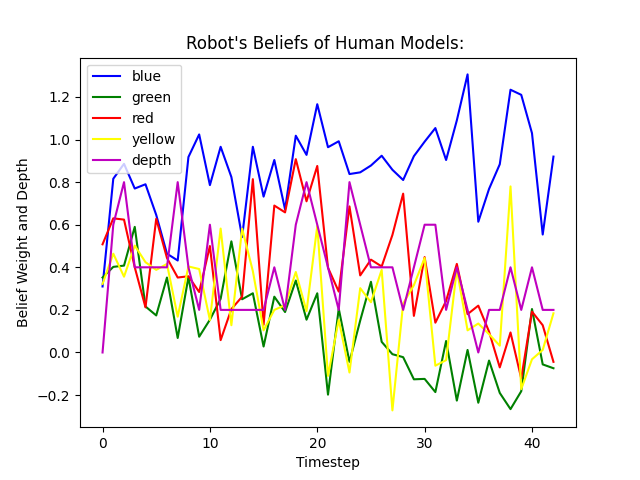 Robot's Beliefs of Human Models:
blue
green
red
yellow
depth
Belief Weight and Depth
1.2
1.0
0.8
0.6
0.4
0.2
0.0
−0.2
0 10 20 30 40
Timestep